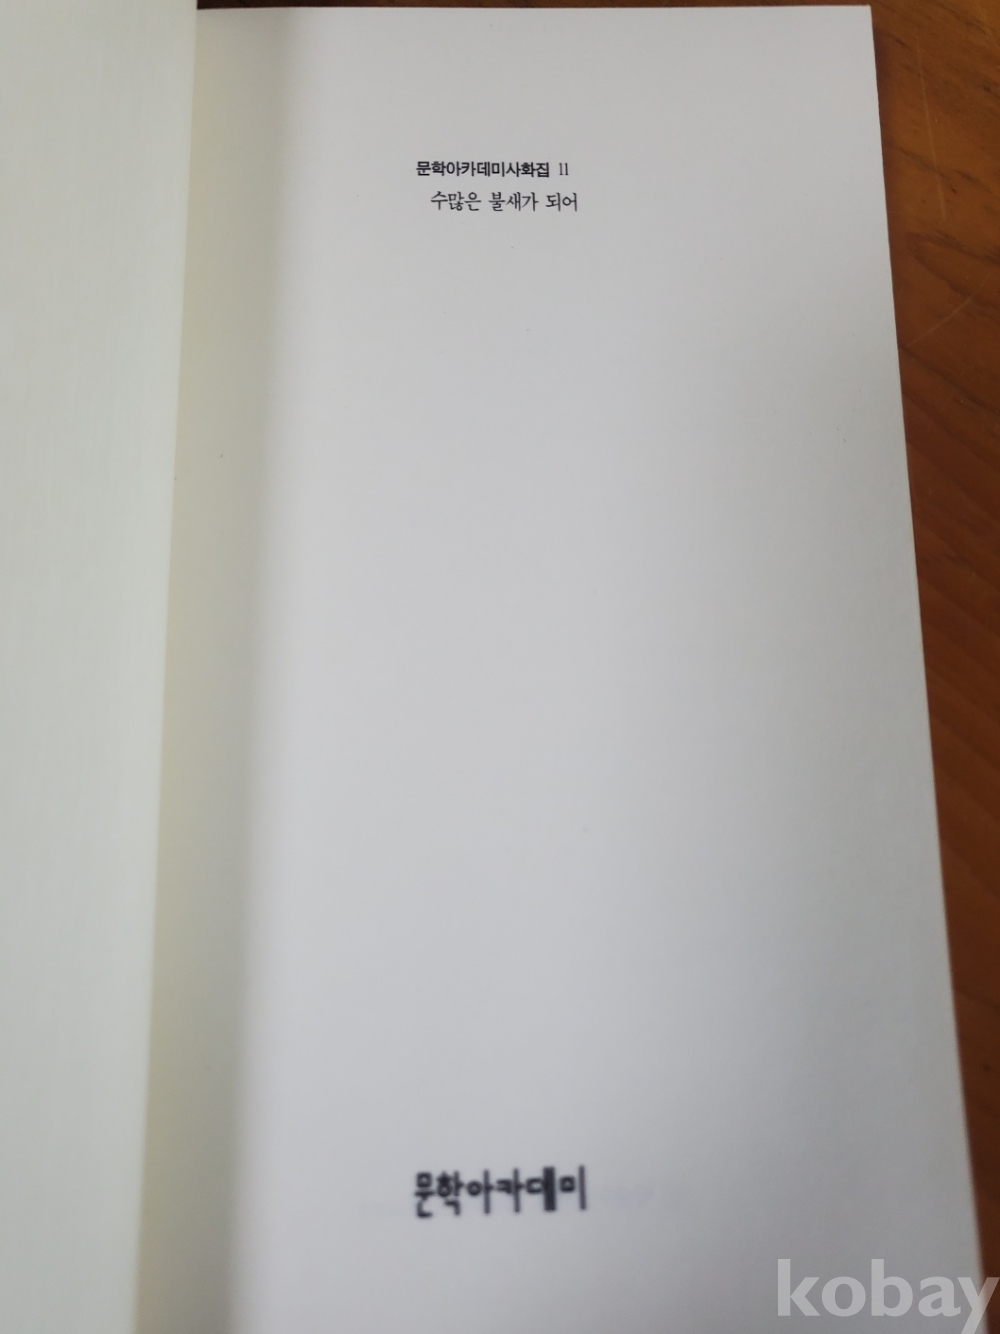 문학아카데미사화집 11
수많은 불새가 되어
문학아카데미
kobay